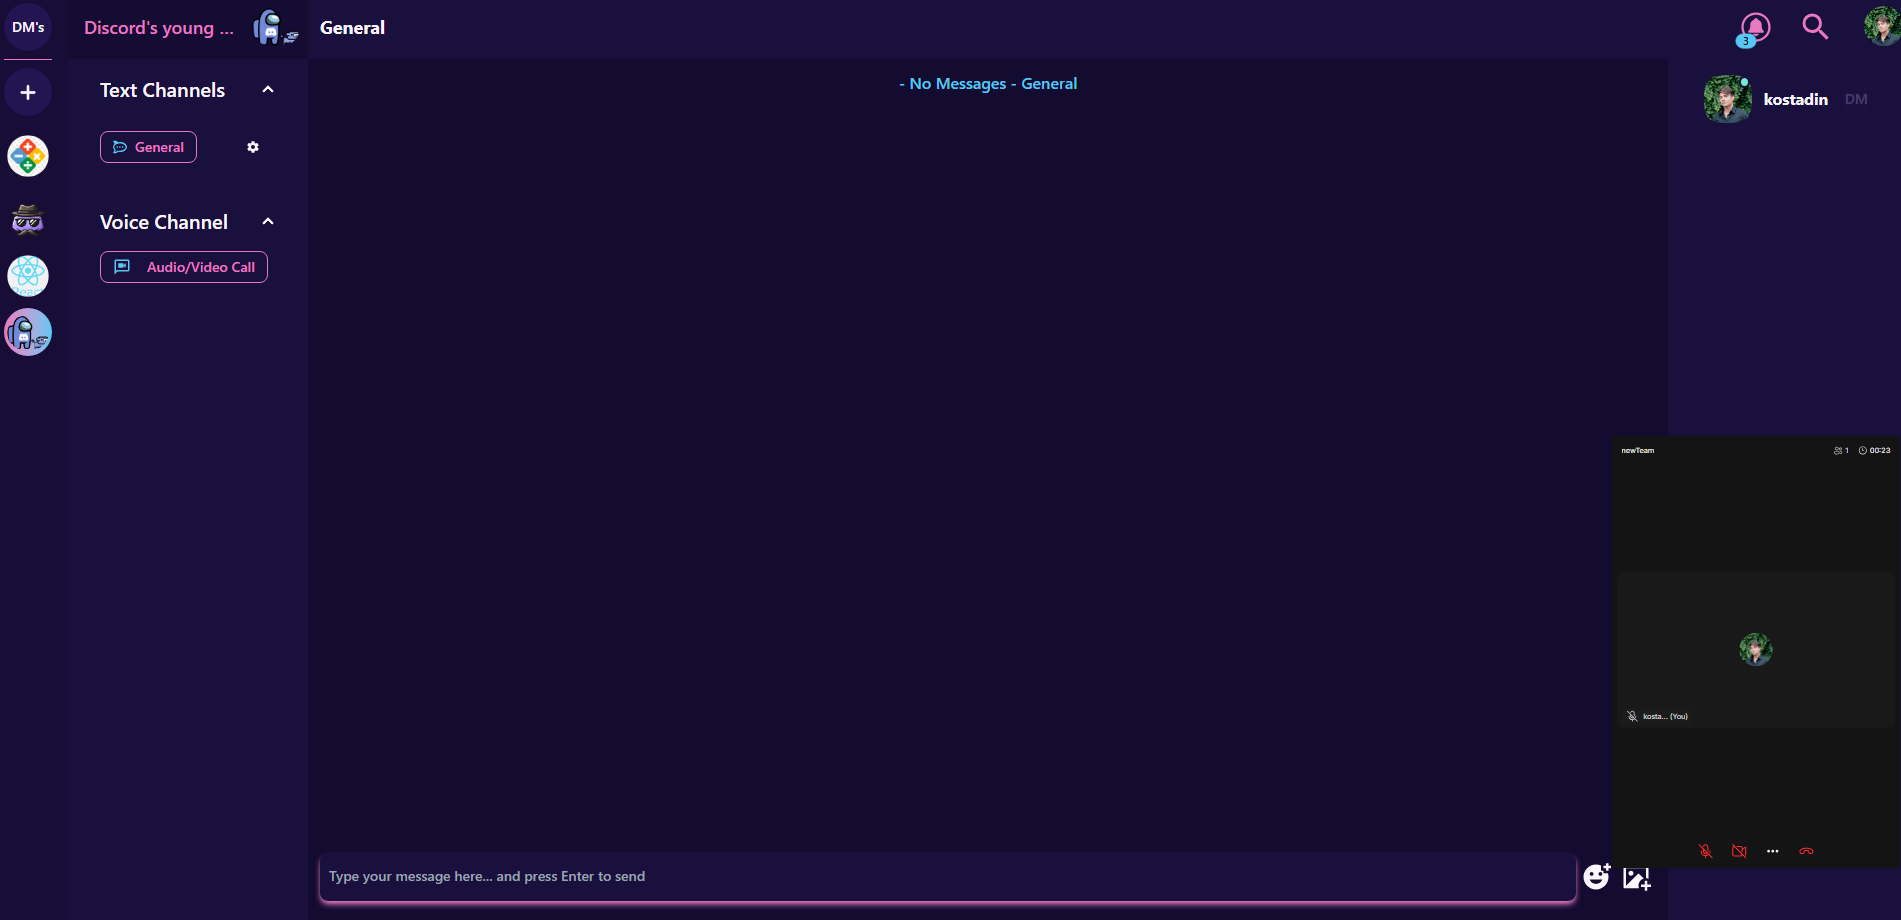 DM's
Discord's young ...
General
3
Text Channels
General
Voice Channel
Audio/Video Call
React
- No Messages - General
kostadin DM
newTeam
1
00:23
kosta... (You)
Type your message here... and press Enter to send